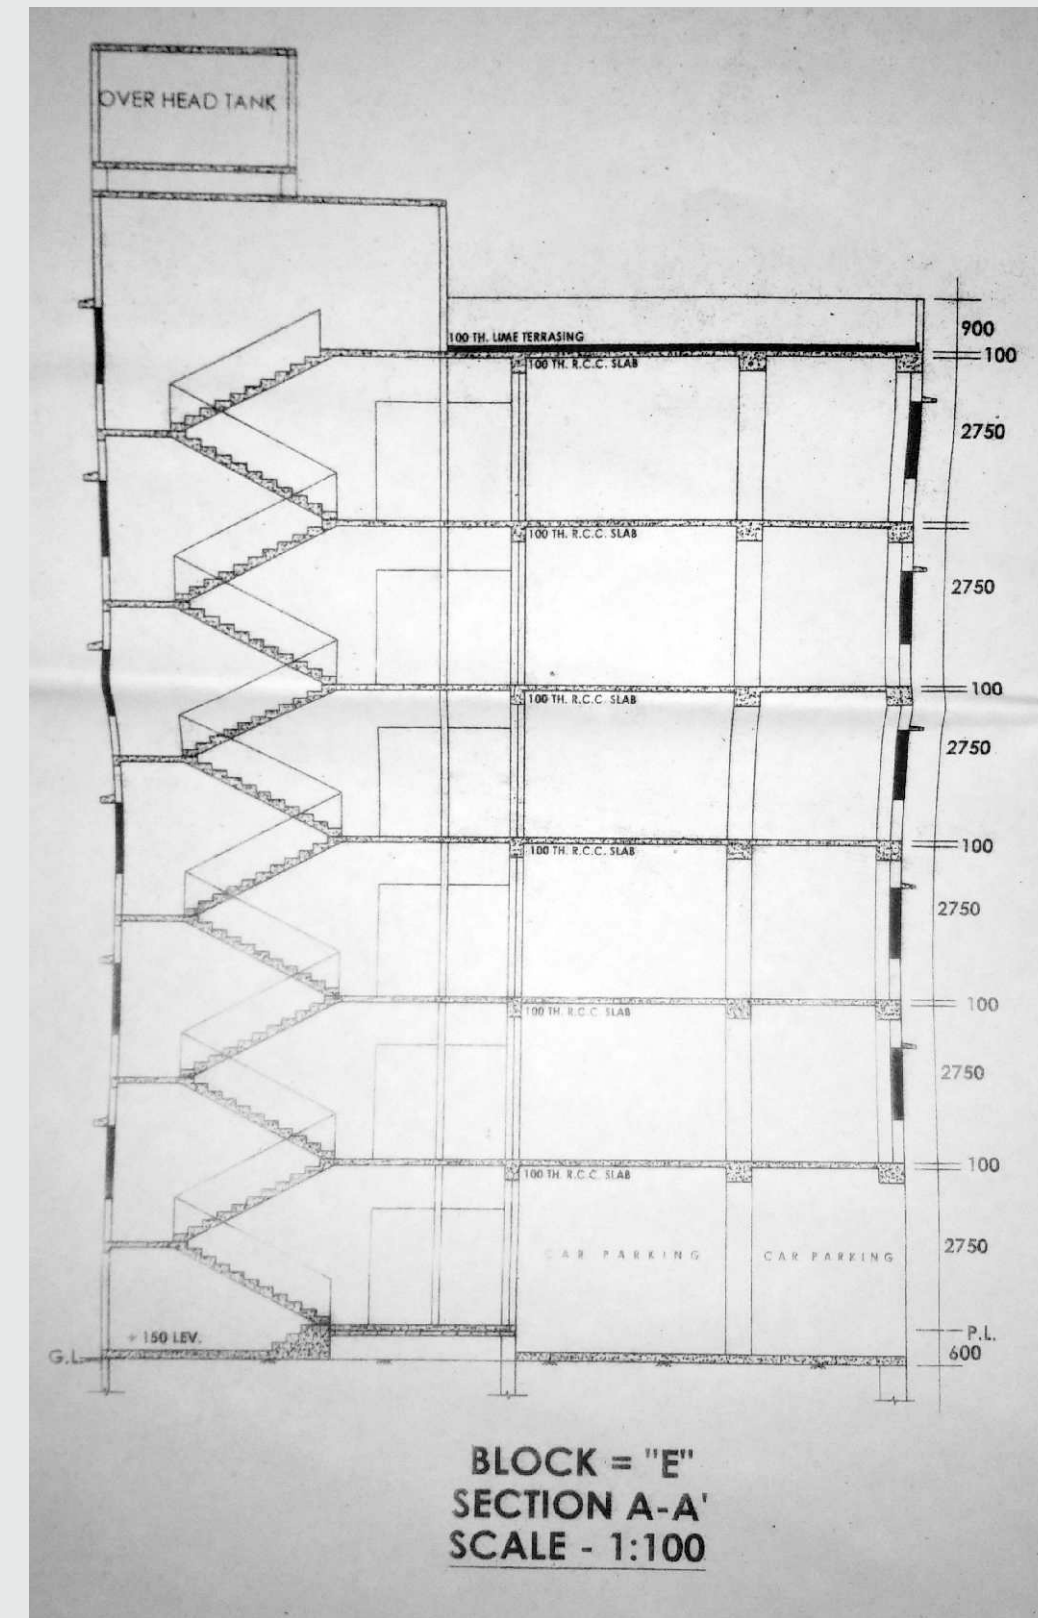 OVER HEAD TANK
100 TH. LIME TERRASING
900
100
100 TH. R.C.C. SLAB
2750
100 TH. R.C.C. SLAB
2750
100
100 TH. R.C.C. SLAB
2750
100
100 TH. R.C.C. SLAB
2750
100
100 TH. R.C.C. SLAB
2750
100
100 TH. R.C.C. SLAB
2750
CAR PARKING
CAR PARKING
+ 150 LEV.
P.L.
G.L.
600
BLOCK = "E"
SECTION A-A'
SCALE - 1:100